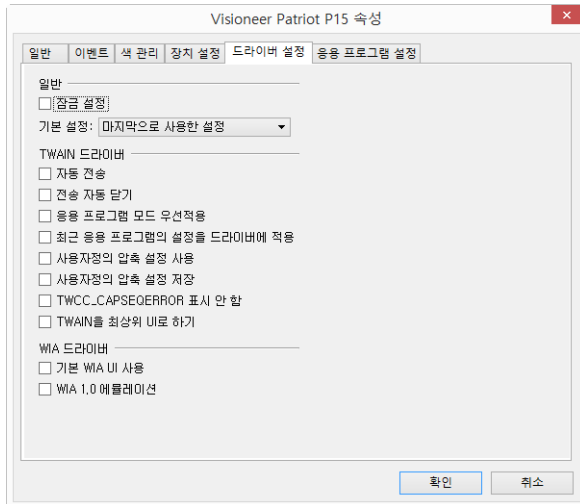 Visioneer Patriot P15 속성
일반 이벤트 색 관리 장치 설정 드라이버 설정 응용 프로그램 설정
일반
잠금 설정
기본 설정: 마지막으로 사용한 설정
TWAIN 드라이버
자동 전송
전송 자동 닫기
응용 프로그램 모드 우선적용
최근 응용 프로그램의 설정을 드라이버에 적용
사용자정의 압축 설정 사용
사용자정의 압축 설정 저장
TWCC_CAPSEQERROR 표시 안 함
TWAIN을 최상위 UI로 하기
WIA 드라이버
기본 WIA UI 사용
WIA 1.0 에뮬레이션
확인 취소